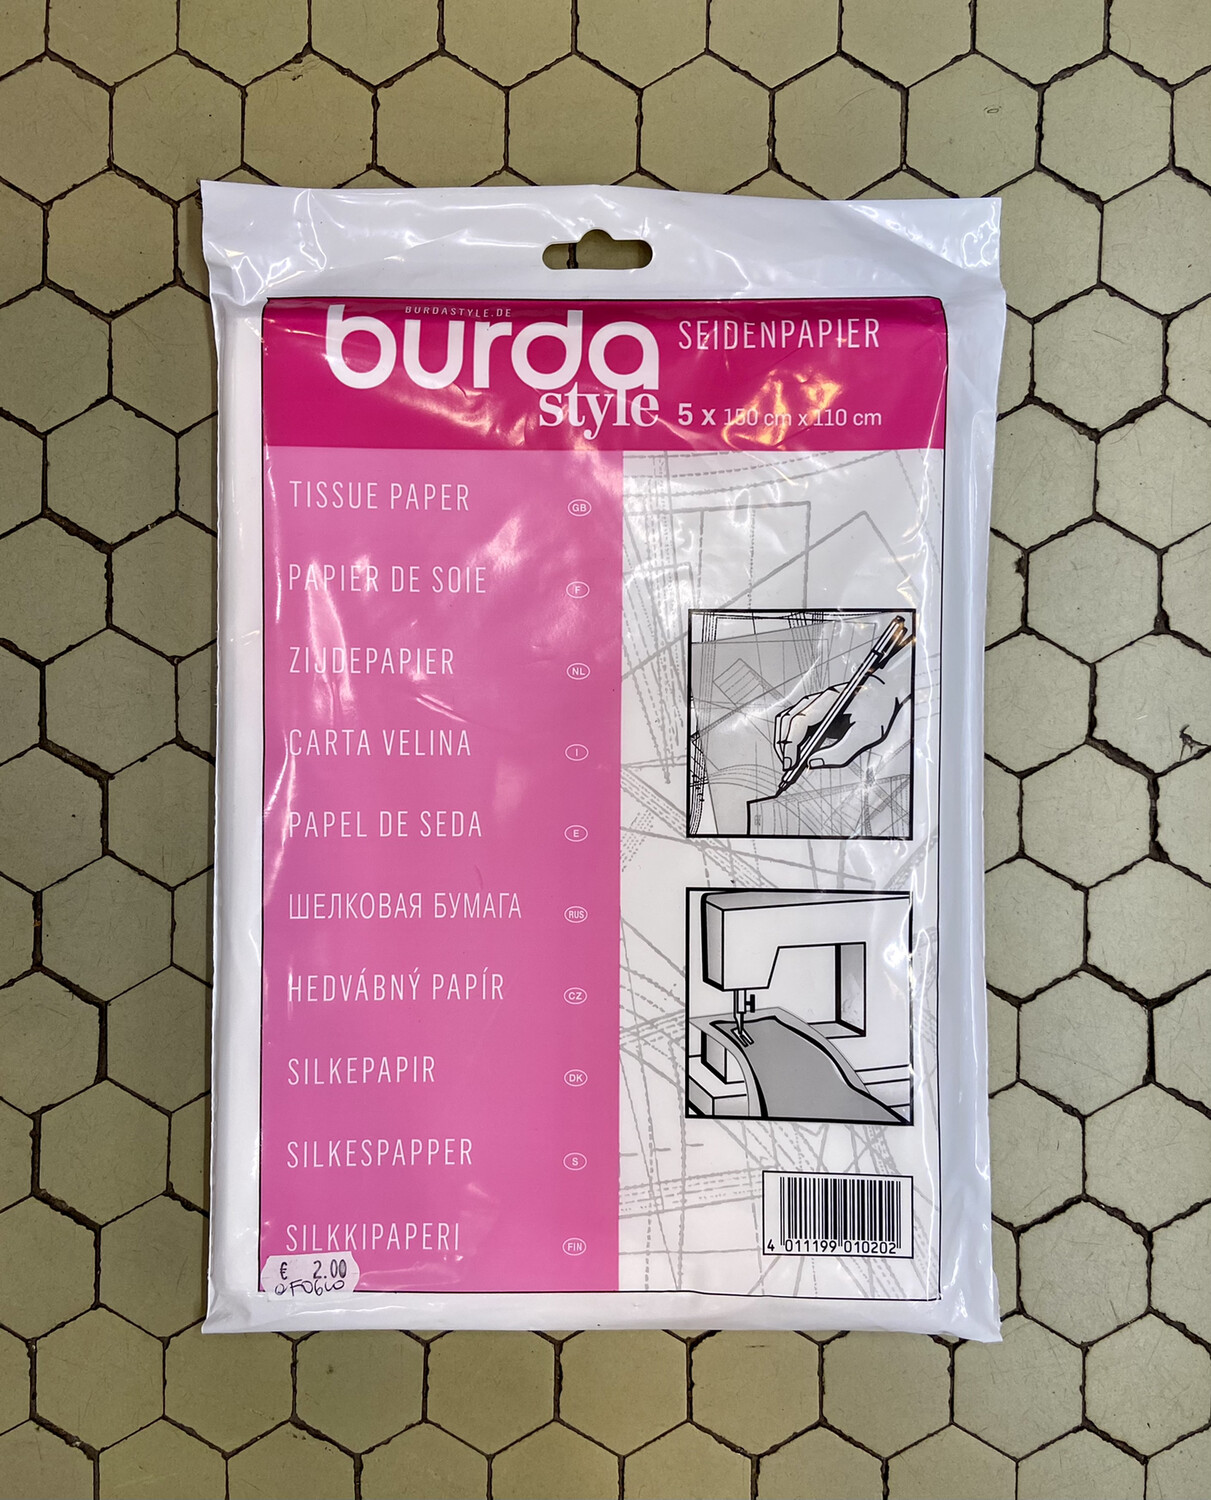 BURDASTYLE.DE
burda
style
SEIDENPAPIER
5 x 150 cm x 110 cm
TISSUE PAPER GB
PAPIER DE SOIE F
ZIJDEPAPIER NL
CARTA VELINA I
PAPEL DE SEDA E
ШЕЛКОВАЯ БУМАГА RUS
HEDVÁBNÝ PAPÍR CZ
SILKEPAPIR DK
SILKESPAPPER S
SILKKIPAPERI FIN
€ 2.00
FOGLIO
4 011199 010202